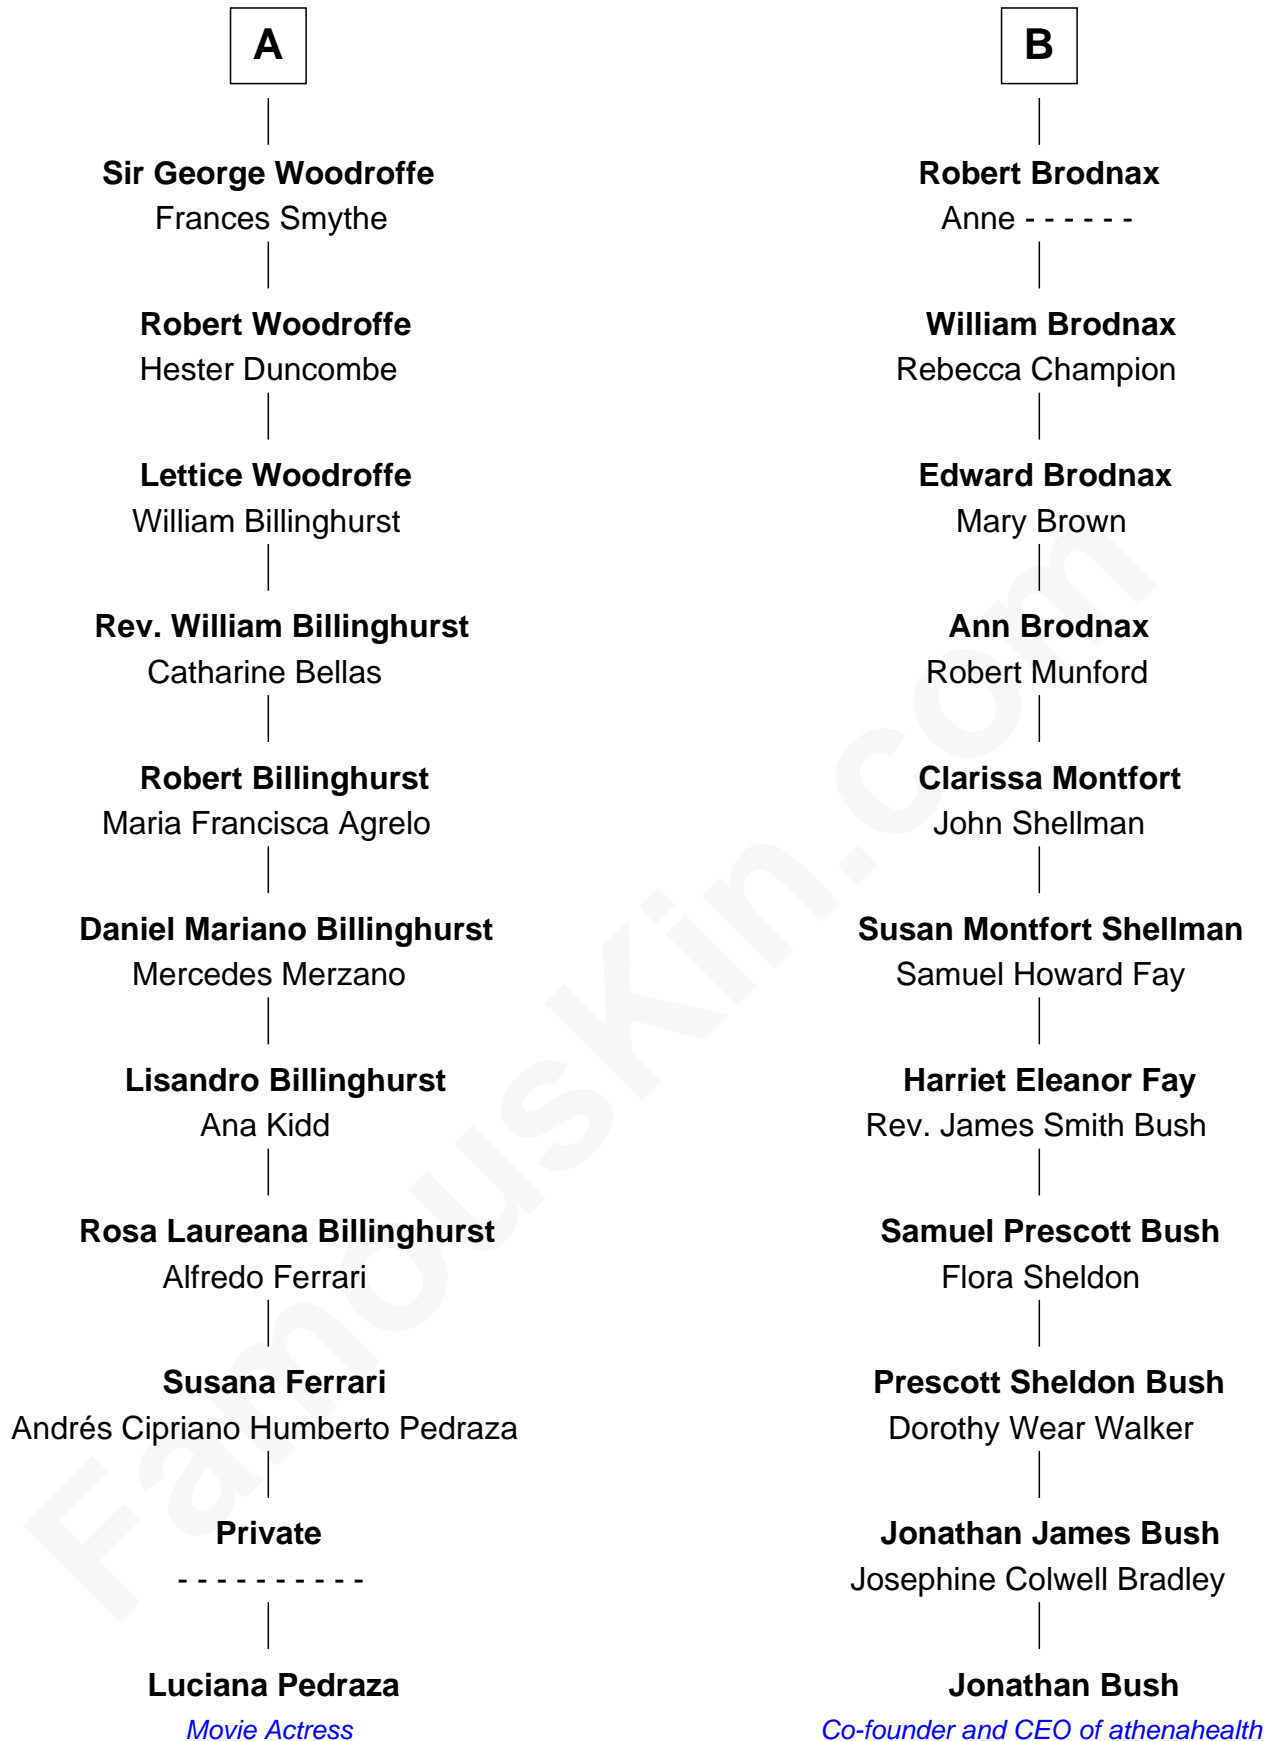 A
Sir George Woodroffe
Frances Smythe
Robert Woodroffe
Hester Duncombe
Lettice Woodroffe
William Billinghurst
Rev. William Billinghurst
Catharine Bellas
Robert Billinghurst
Maria Francisca Agrelo
Daniel Mariano Billinghurst
Mercedes Merzano
Lisandro Billinghurst
Ana Kidd
Rosa Laureana Billinghurst
Alfredo Ferrari
Susana Ferrari
Andrés Cipriano Humberto Pedraza
Private
- - - - - - - - - -
Luciana Pedraza
Movie Actress
B
Robert Brodnax
Anne - - - - - -
William Brodnax
Rebecca Champion
Edward Brodnax
Mary Brown
Ann Brodnax
Robert Munford
Clarissa Montfort
John Shellman
Susan Montfort Shellman
Samuel Howard Fay
Harriet Eleanor Fay
Rev. James Smith Bush
Samuel Prescott Bush
Flora Sheldon
Prescott Sheldon Bush
Dorothy Wear Walker
Jonathan James Bush
Josephine Colwell Bradley
Jonathan Bush
Co-founder and CEO of athenahealth
FamousKin.com